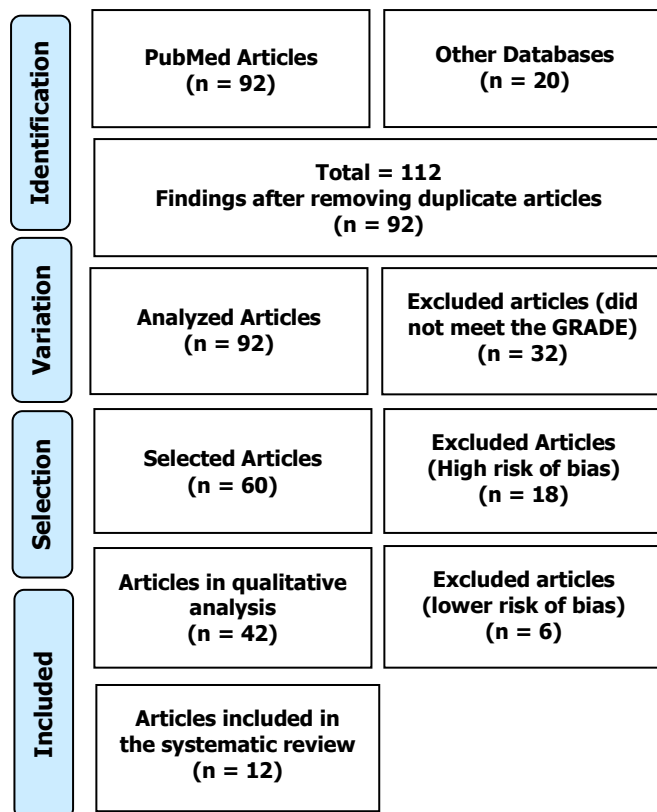 Identification
PubMed Articles
(n = 92)
Other Databases
(n = 20)
Total = 112
Findings after removing duplicate articles
(n = 92)
Variation
Analyzed Articles
(n = 92)
Excluded articles (did
not meet the GRADE)
(n = 32)
Selection
Selected Articles
(n = 60)
Excluded Articles
(High risk of bias)
(n = 18)
Included
Articles in qualitative
analysis
(n = 42)
Excluded articles
(lower risk of bias)
(n = 6)
Articles included in
the systematic review
(n = 12)